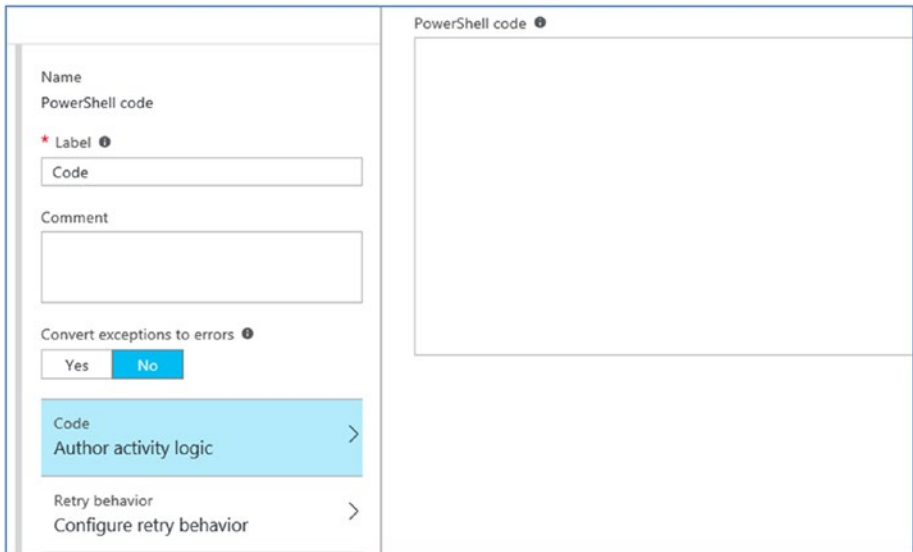 Name
PowerShell code
* Label
Code
Comment
Convert exceptions to errors
Yes No
Code
Author activity logic
Retry behavior
Configure retry behavior
PowerShell code